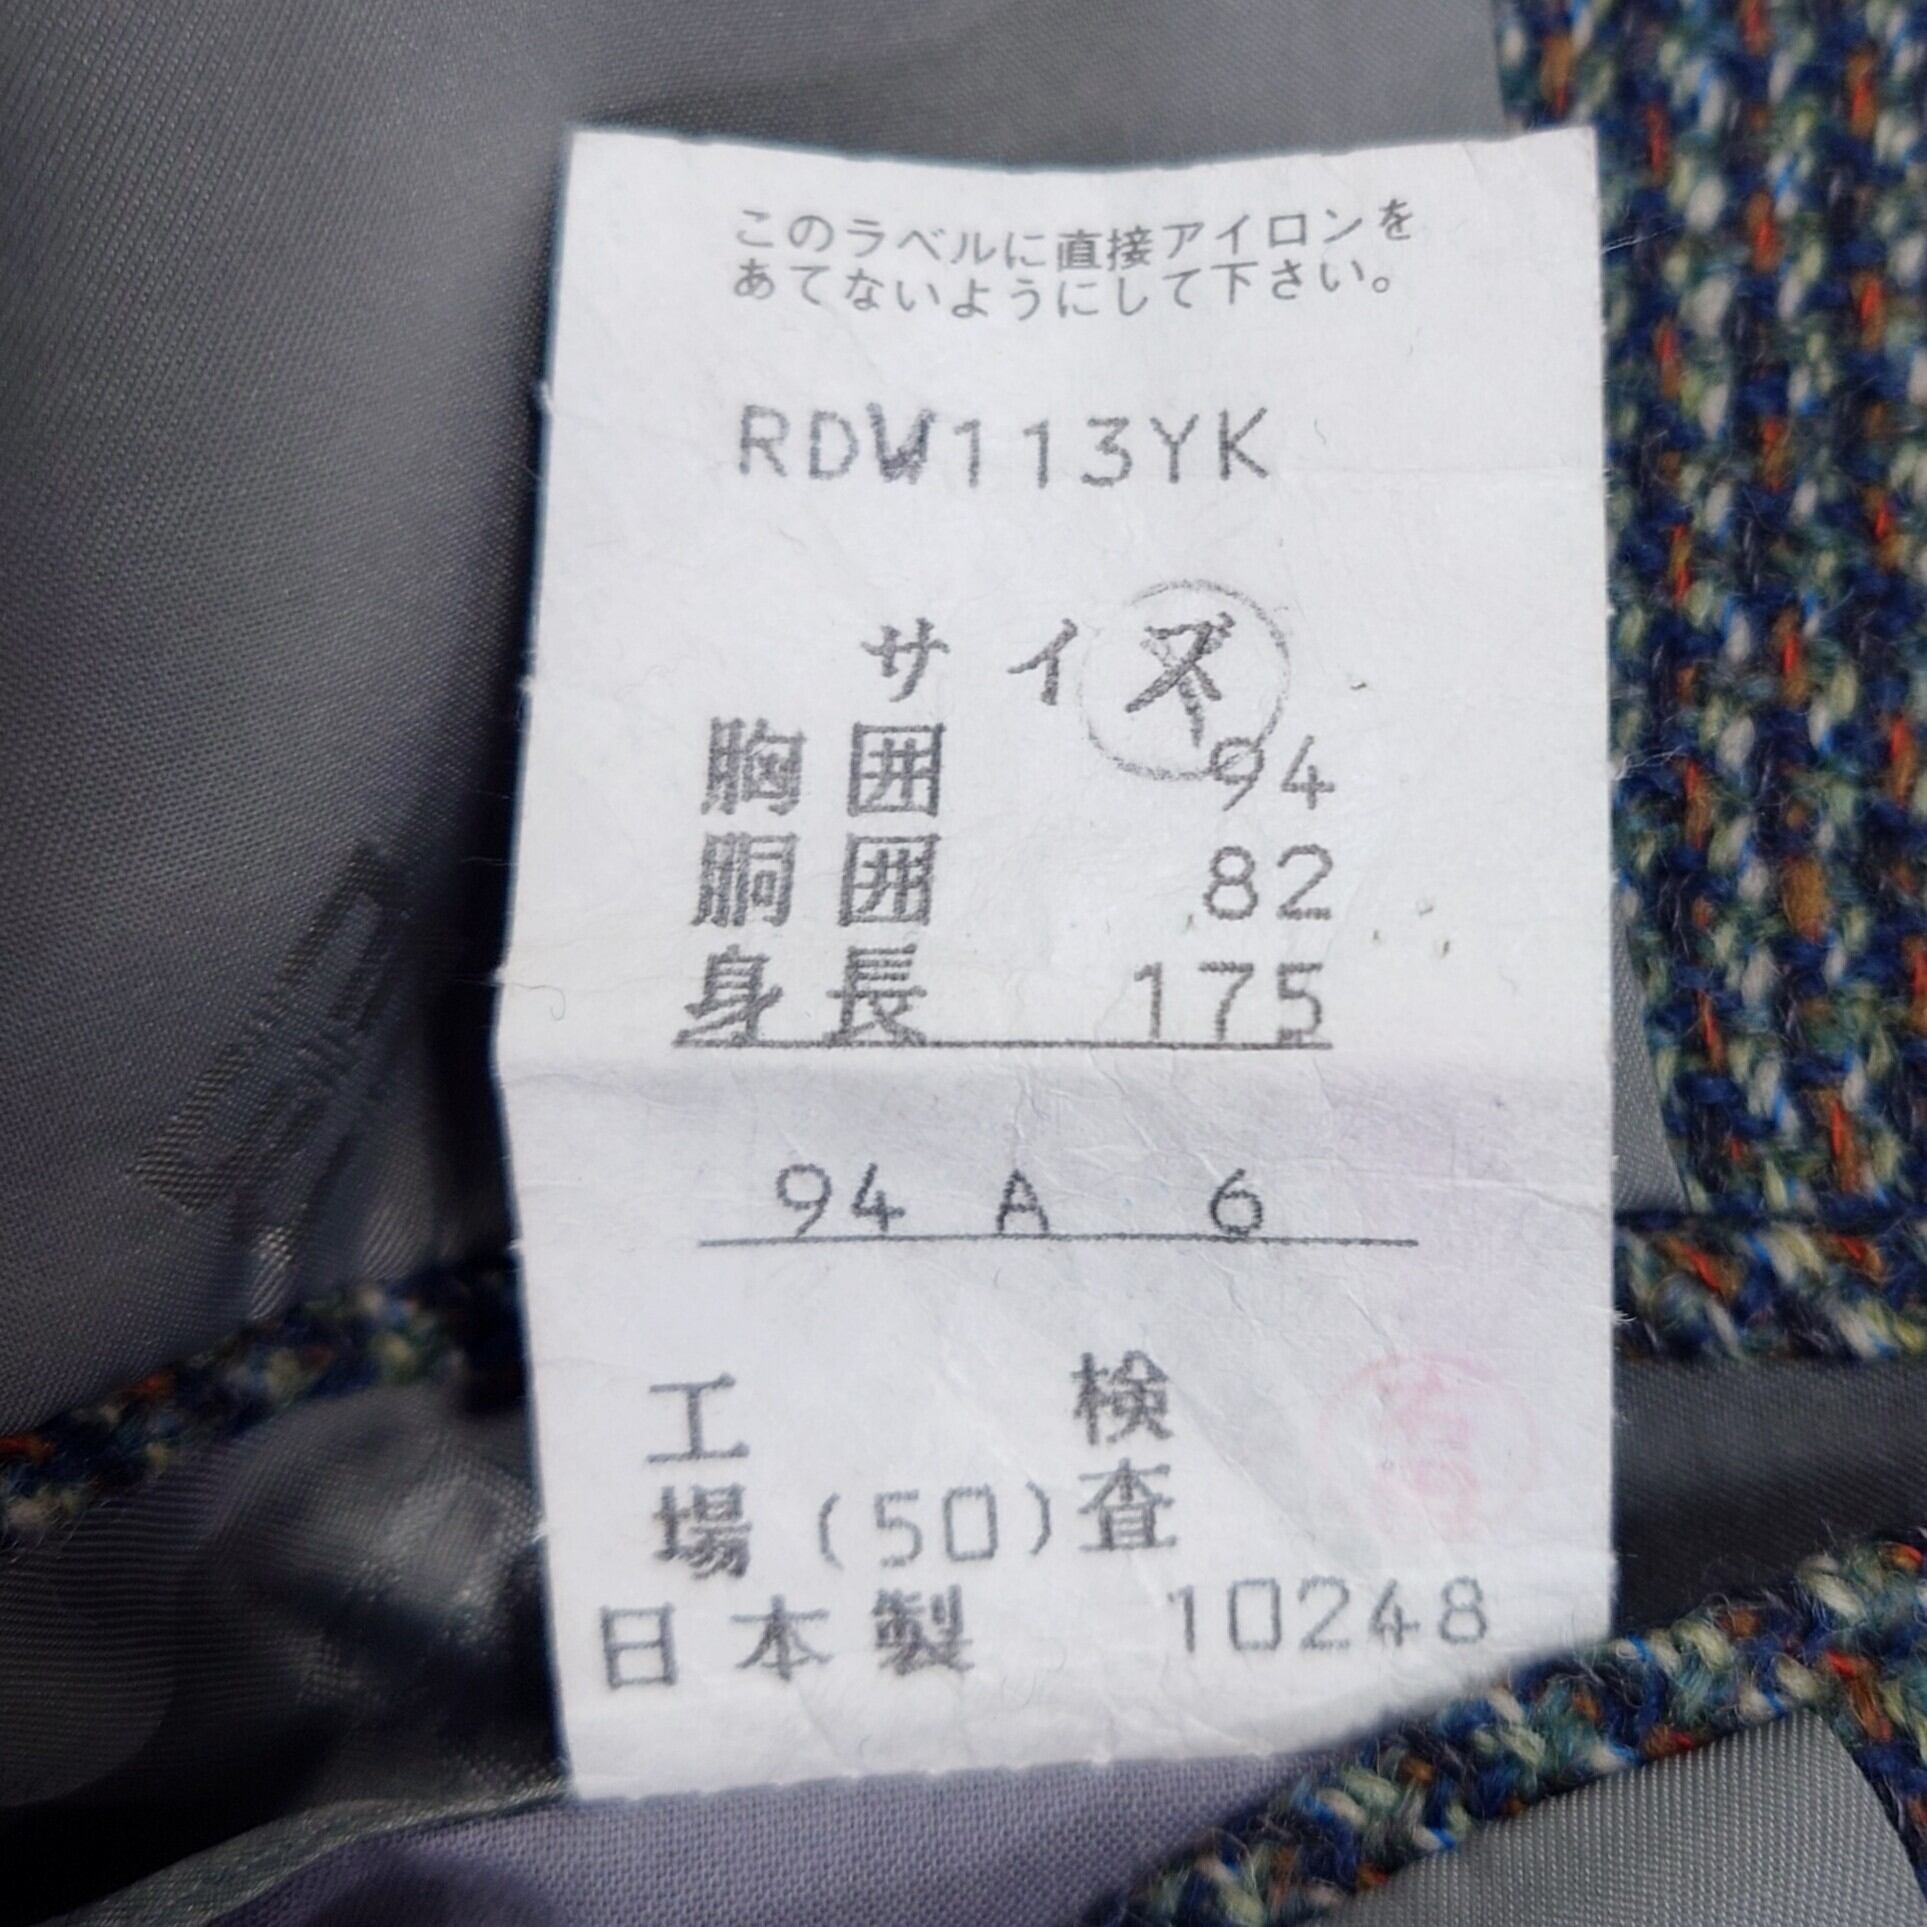 このラベルに直接アイロンを
あてないようにして下さい。
RDW113YK
サイズ
胸囲 94
胴囲 82
身長 175
94 A 6
工場(50)検査
日本製 10248